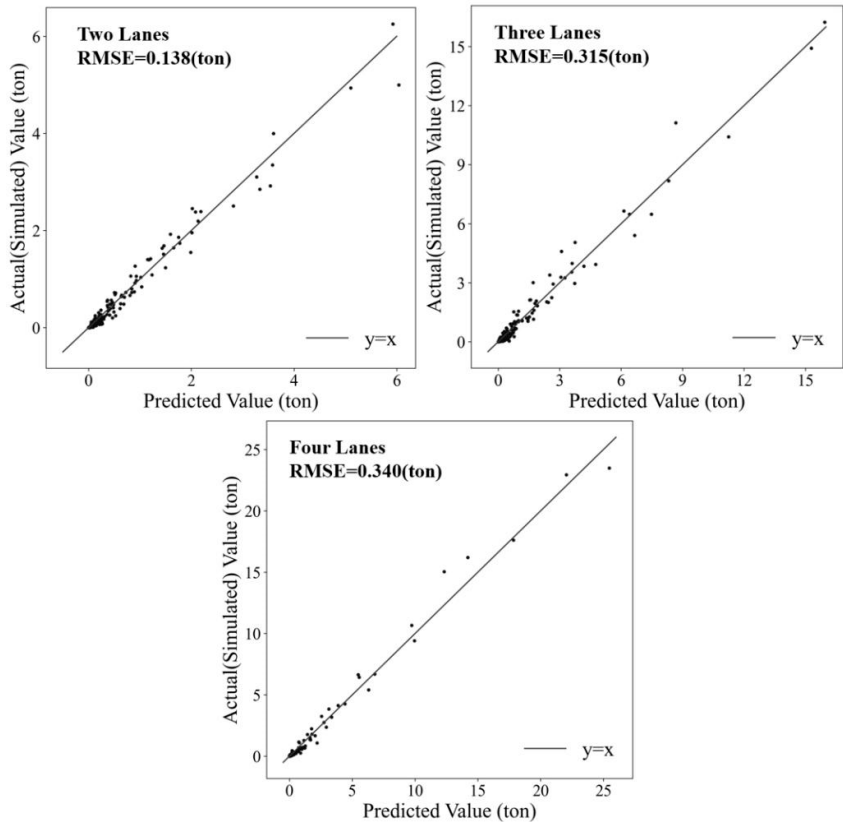 Two Lanes
RMSE=0.138(ton)
6
4
2
0
Actual(Simulated) Value (ton)
y=x
0 2 4 6
Predicted Value (ton)
Three Lanes
RMSE=0.315(ton)
15
12
9
6
3
0
Actual(Simulated) Value (ton)
y=x
0 3 6 9 12 15
Predicted Value (ton)
Four Lanes
RMSE=0.340(ton)
25
20
15
10
5
0
Actual(Simulated) Value (ton)
y=x
0 5 10 15 20 25
Predicted Value (ton)